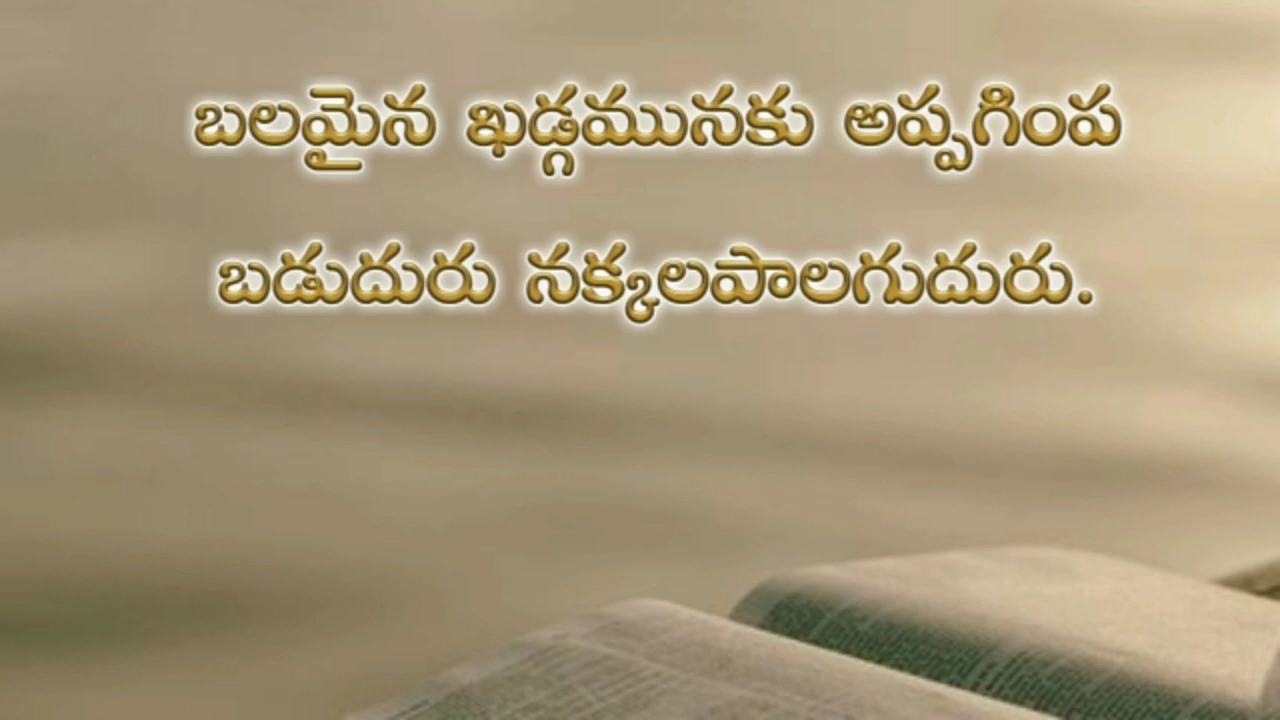 బలమైన ఖడ్గమునకు అప్పగింప
బడుదురు నక్కలపాలగుదురు.